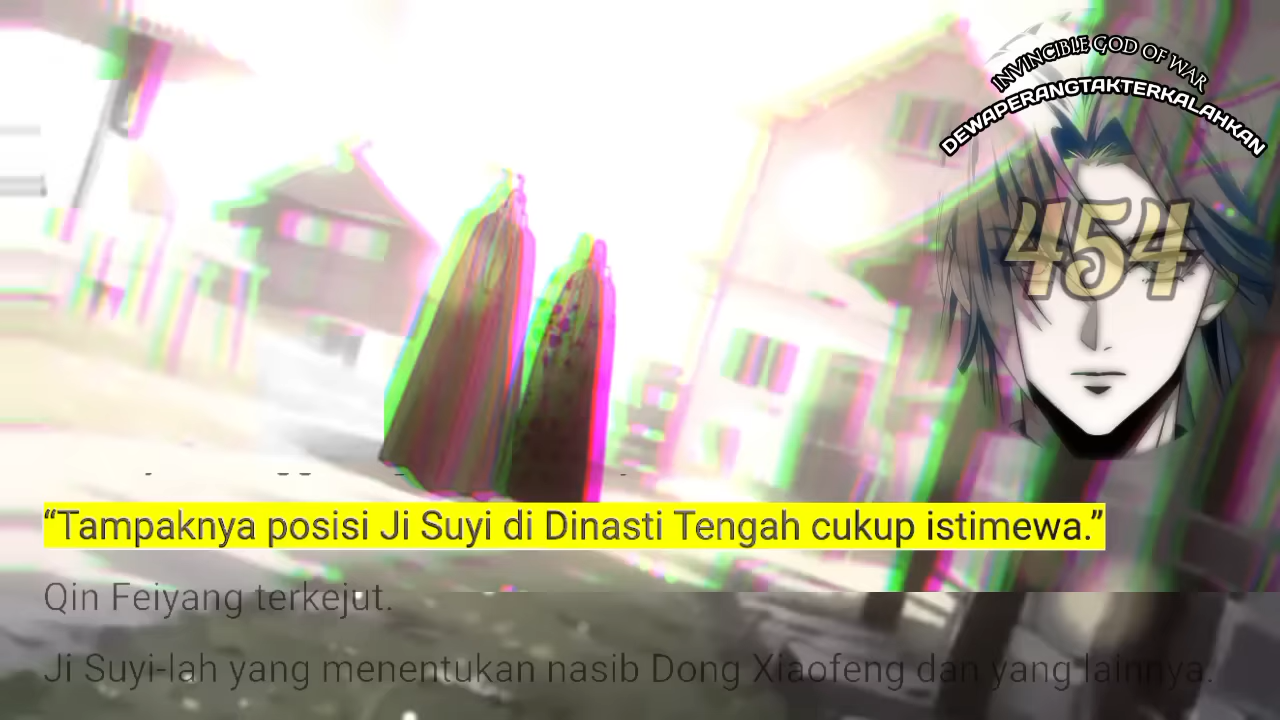 INVINCIBLE GOD OF WAR
DEWAPERANGTAKTERKALAHKAN
454
“Tampaknya posisi Ji Suyi di Dinasti Tengah cukup istimewa.”
Qin Feiyang terkejut.
Ji Suyi-lah yang menentukan nasib Dong Xiaofeng dan yang lainnya.